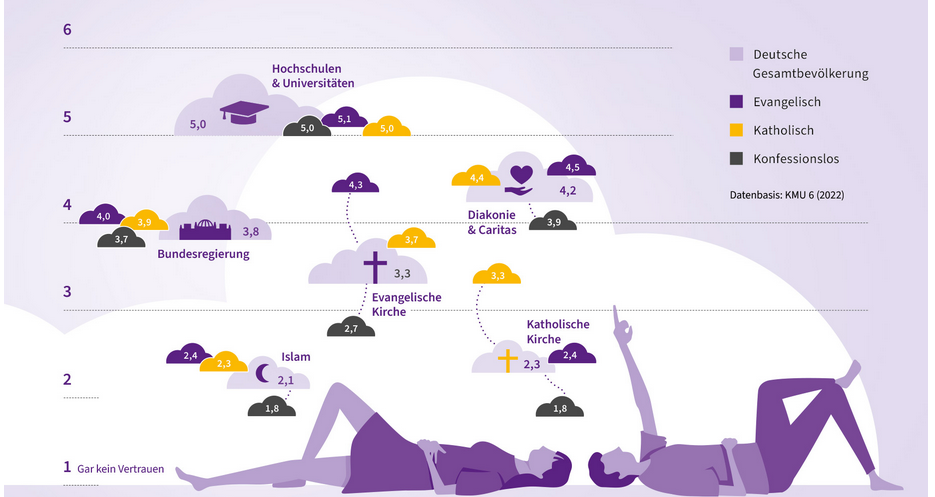 6
Hochschulen
& Universitäten
5,0
5,0
5,1
5,0
5
Deutsche
Gesamtbevölkerung
Evangelisch
Katholisch
Konfessionslos
Datenbasis: KMU 6 (2022)
4,3
4,4
4,5
4,2
3,9
Diakonie
& Caritas
4
4,0
3,9
3,7
3,8
Bundesregierung
3,7
3,3
Evangelische
Kirche
2,7
3,3
3
Katholische
Kirche
2,3
2,4
1,8
2,4
2,3
Islam
2,1
1,8
2
1 Gar kein Vertrauen